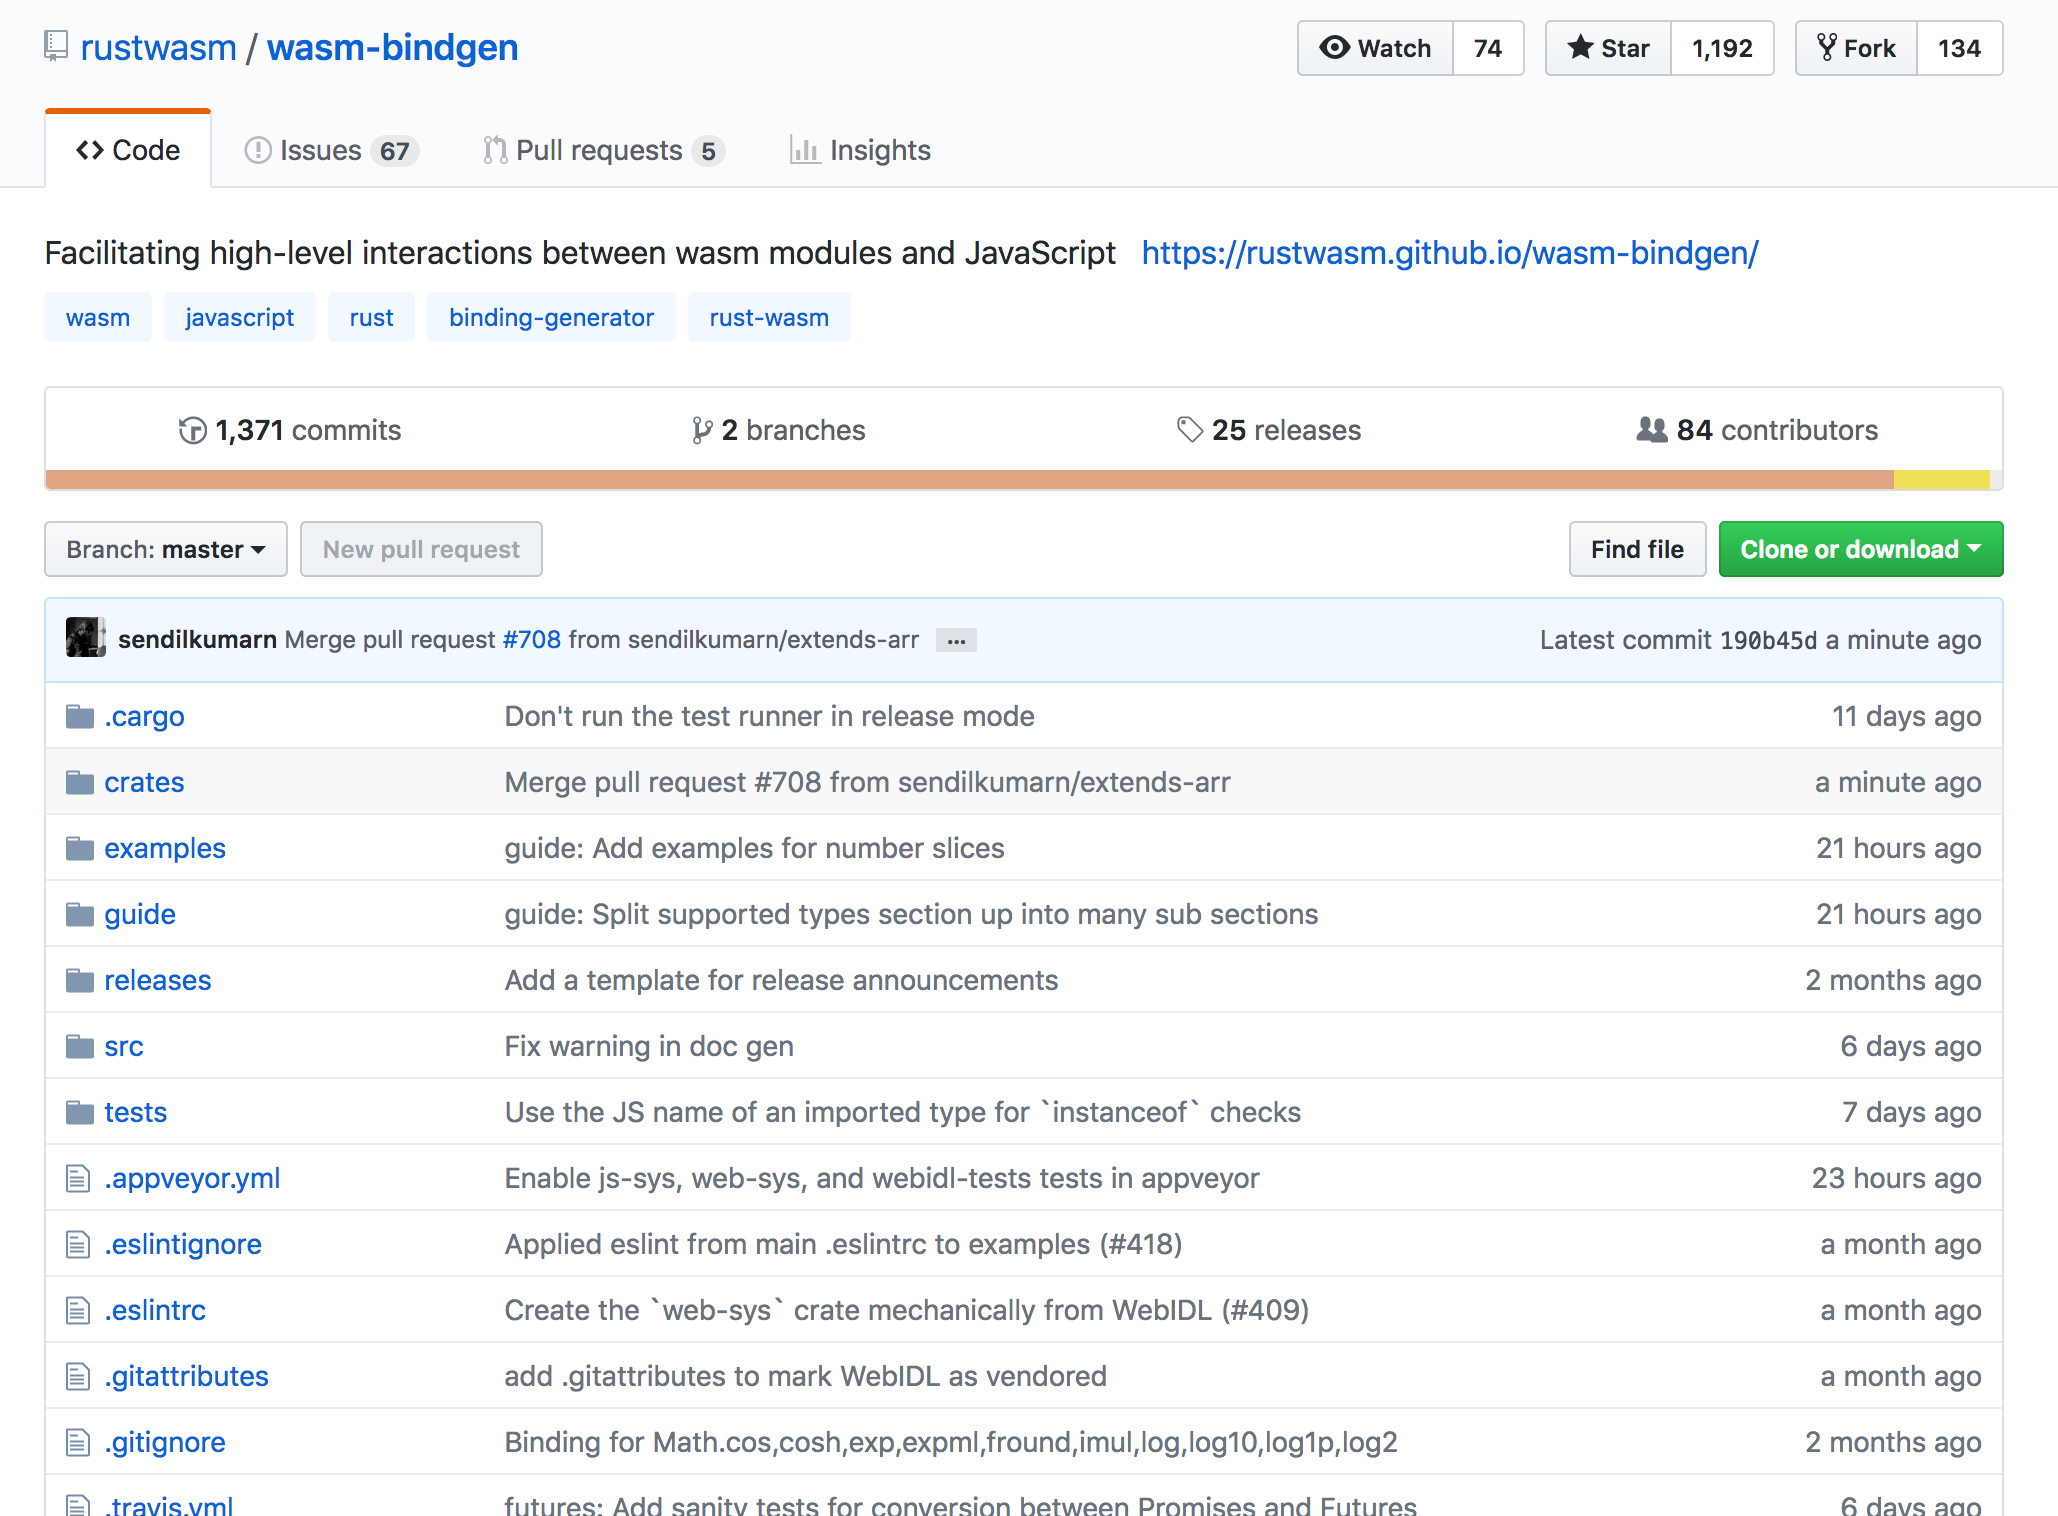 rustwasm / wasm-bindgen
Watch 74 Star 1,192 Fork 134
Code Issues 67 Pull requests 5 Insights
Facilitating high-level interactions between wasm modules and JavaScript https://rustwasm.github.io/wasm-bindgen/
wasm javascript rust binding-generator rust-wasm
1,371 commits 2 branches 25 releases 84 contributors
Branch: master New pull request Find file Clone or download
sendilkumarn Merge pull request #708 from sendilkumarn/extends-arr ... Latest commit 190b45d a minute ago
.cargo Don't run the test runner in release mode 11 days ago
crates Merge pull request #708 from sendilkumarn/extends-arr a minute ago
examples guide: Add examples for number slices 21 hours ago
guide guide: Split supported types section up into many sub sections 21 hours ago
releases Add a template for release announcements 2 months ago
src Fix warning in doc gen 6 days ago
tests Use the JS name of an imported type for `instanceof` checks 7 days ago
.appveyor.yml Enable js-sys, web-sys, and webidl-tests tests in appveyor 23 hours ago
.eslintignore Applied eslint from main .eslintrc to examples (#418) a month ago
.eslintrc Create the `web-sys` crate mechanically from WebIDL (#409) a month ago
.gitattributes add .gitattributes to mark WebIDL as vendored a month ago
.gitignore Binding for Math.cos,cosh,exp,expml,fround,imul,log,log10,log1p,log2 2 months ago
.travis.yml futures: Add sanity tests for conversion between Promises and Futures 6 days ago